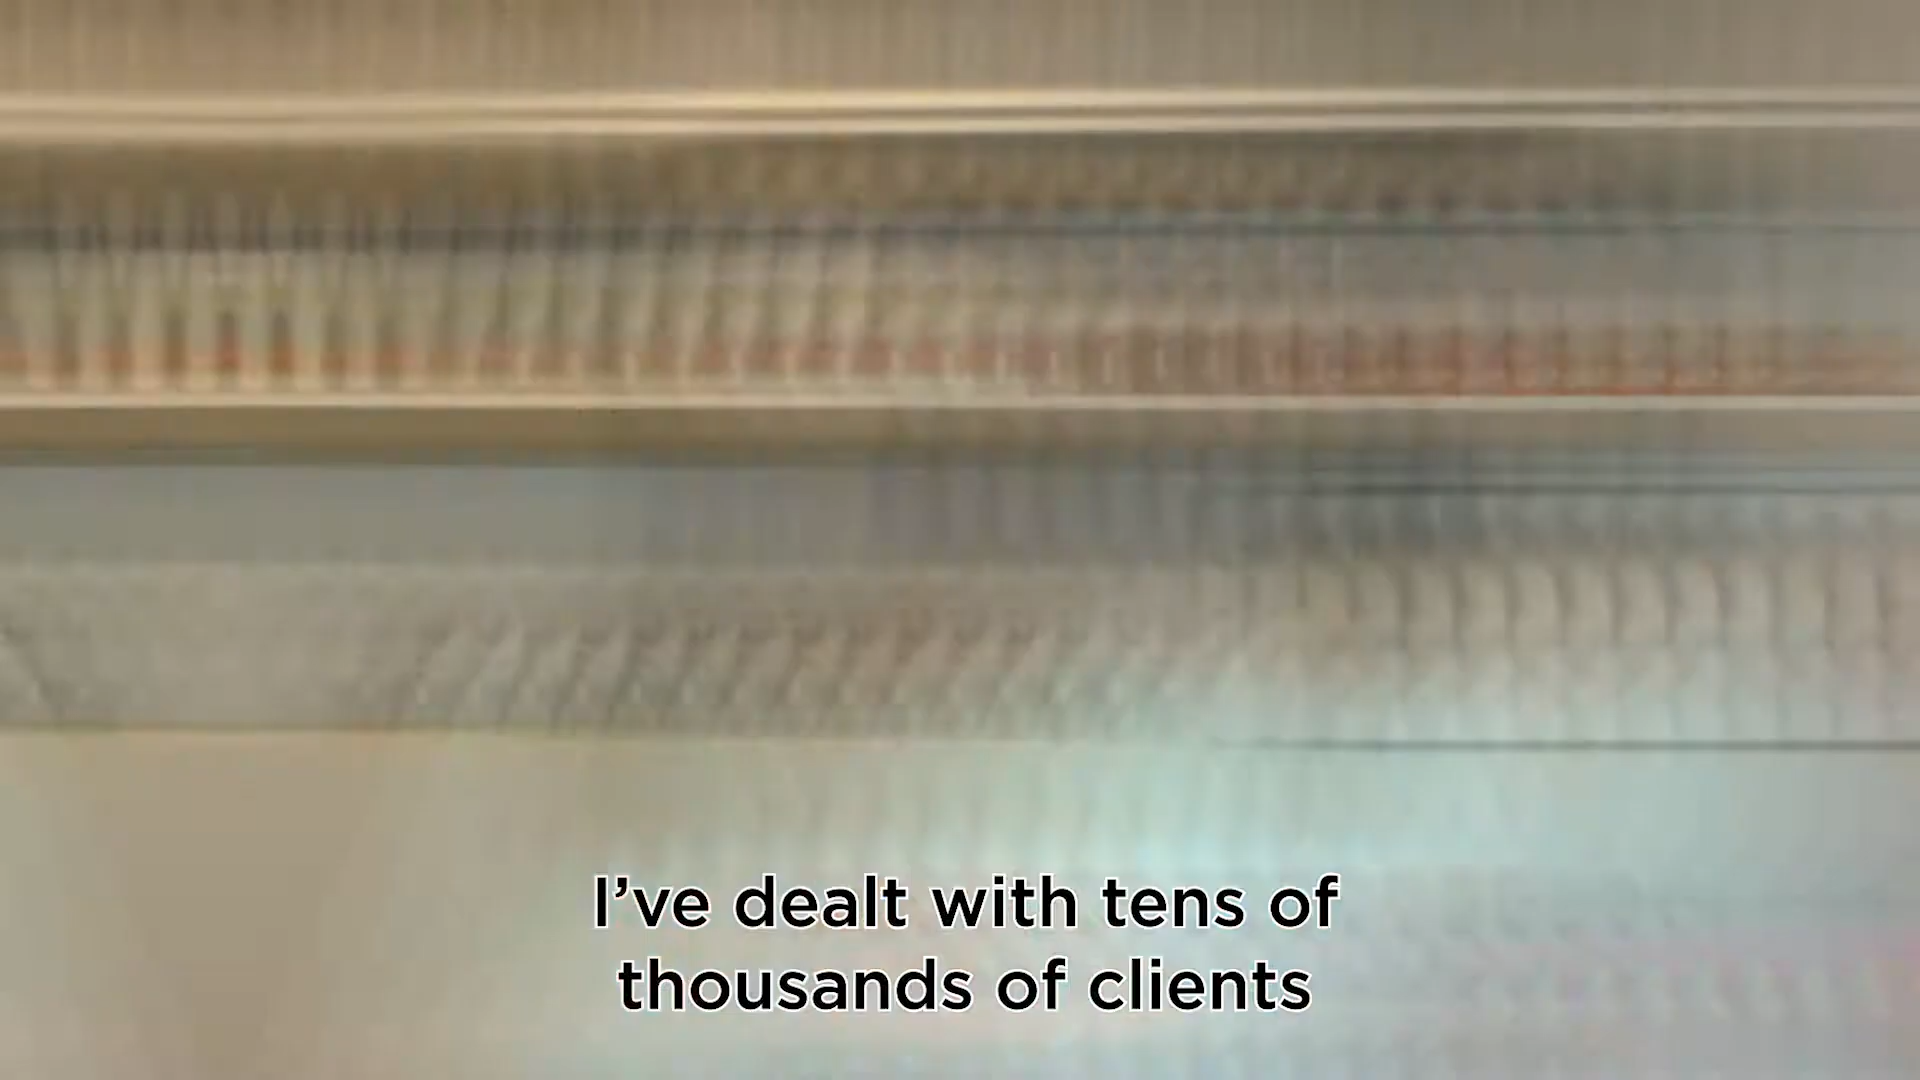 I’ve dealt with tens of
thousands of clients